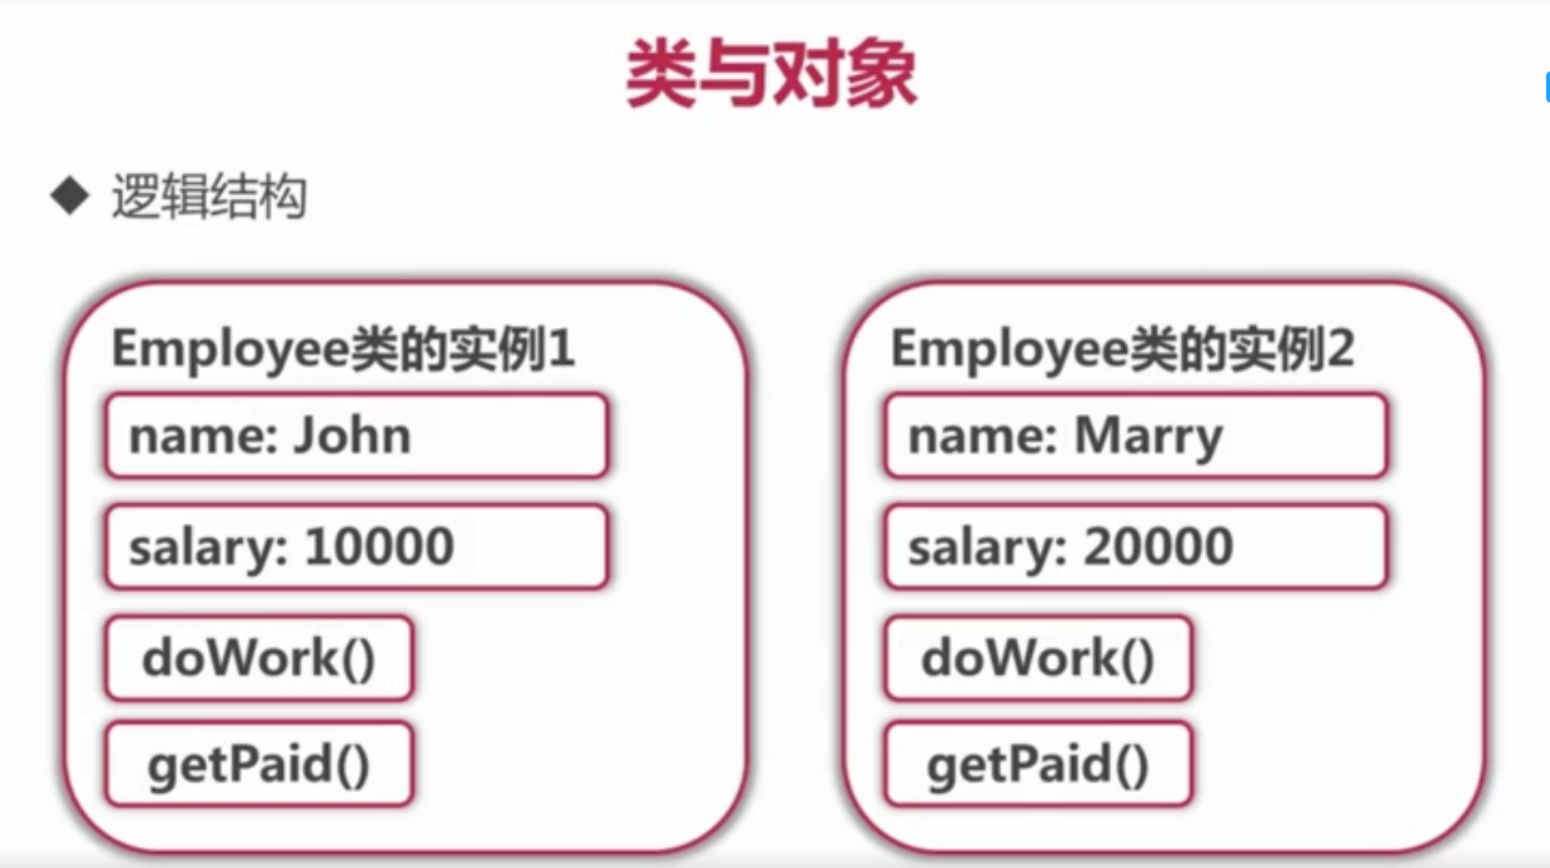 类与对象
逻辑结构
Employee类的实例1
name: John
salary: 10000
doWork()
getPaid()
Employee类的实例2
name: Marry
salary: 20000
doWork()
getPaid()